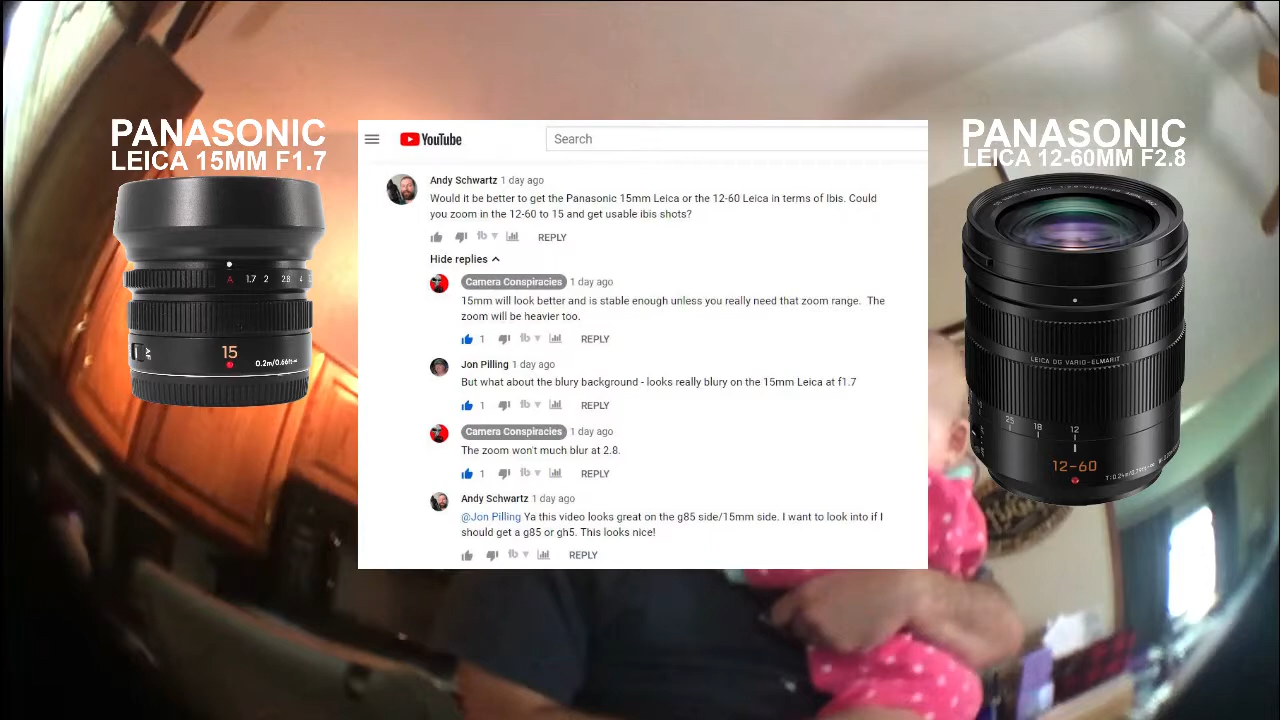 PANASONIC
LEICA 15MM F1.7
A 1.7 2 2.8 4
AF
15
0.2m/0.66ft-∞
YouTube
Search
Andy Schwartz 1 day ago
Would it be better to get the Panasonic 15mm Leica or the 12-60 Leica in terms of Ibis. Could
you zoom in the 12-60 to 15 and get usable ibis shots?
REPLY
Hide replies
Camera Conspiracies 1 day ago
15mm will look better and is stable enough unless you really need that zoom range. The
zoom will be heavier too.
1 REPLY
Jon Pilling 1 day ago
But what about the blury background - looks really blury on the 15mm Leica at f1.7
1 REPLY
Camera Conspiracies 1 day ago
The zoom won't much blur at 2.8.
1 REPLY
Andy Schwartz 1 day ago
@Jon Pilling Ya this video looks great on the g85 side/15mm side. I want to look into if I
should get a g85 or gh5. This looks nice!
REPLY
PANASONIC
LEICA 12-60MM F2.8
LEICA DG VARIO-ELMARIT
25 18 12
12-60